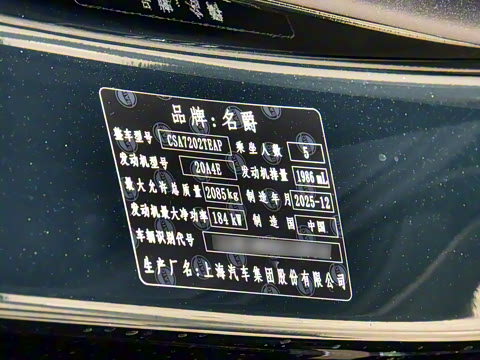 品牌：名爵
整车型号 CSA7202TEAP 乘坐人数 5
发动机型号 20A4E 发动机排量 1986 mL
最大允许总质量 2085kg 制造年月 2025-12
发动机最大净功率 184 kW 制造国 中国
车辆识别代号
生产厂名：上海汽车集团股份有限公司